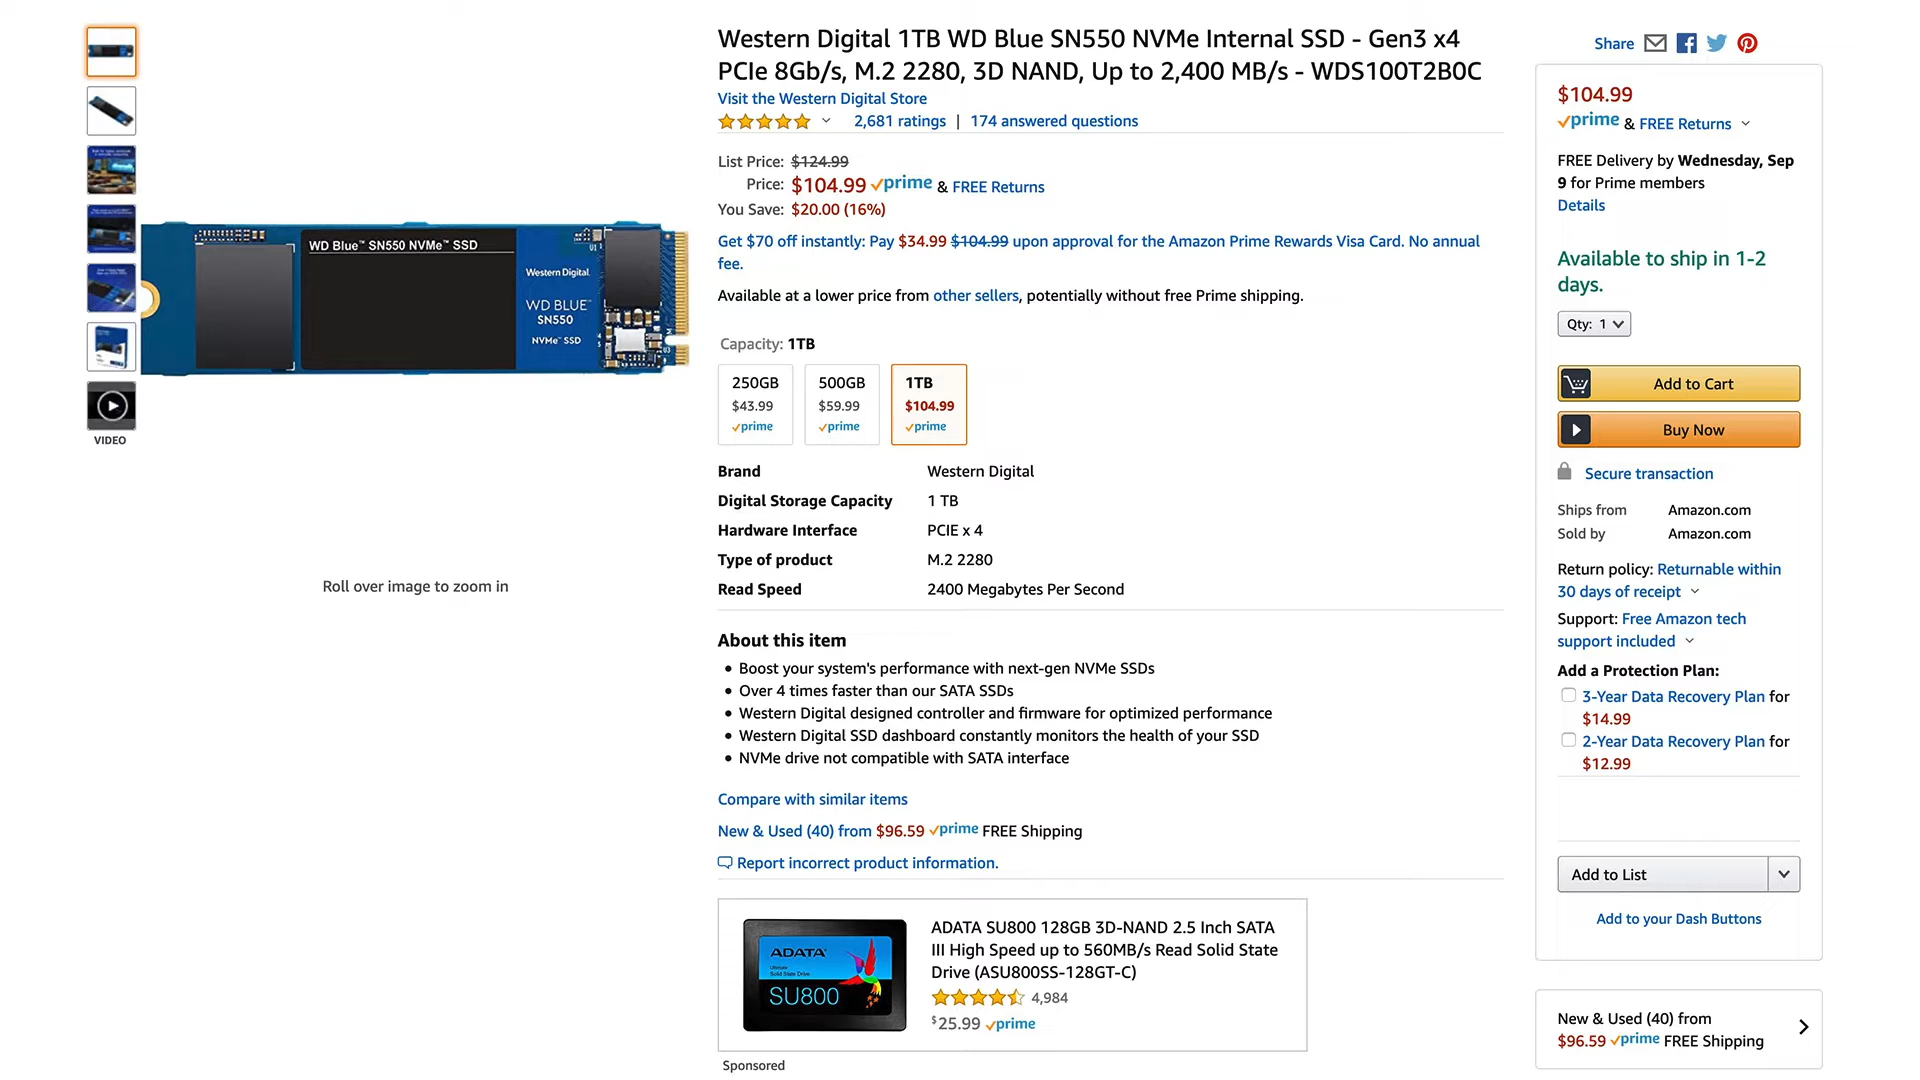 Western Digital 1TB WD Blue SN550 NVMe Internal SSD - Gen3 x4
PCIe 8Gb/s, M.2 2280, 3D NAND, Up to 2,400 MB/s - WDS100T2B0C
Visit the Western Digital Store
2,681 ratings | 174 answered questions
List Price: $124.99
Price: $104.99 prime & FREE Returns
You Save: $20.00 (16%)
Get $70 off instantly: Pay $34.99 $104.99 upon approval for the Amazon Prime Rewards Visa Card. No annual
fee.
Available at a lower price from other sellers, potentially without free Prime shipping.
Capacity: 1TB
250GB
$43.99
prime
500GB
$59.99
prime
1TB
$104.99
prime
Brand Western Digital
Digital Storage Capacity 1 TB
Hardware Interface PCIE x 4
Type of product M.2 2280
Read Speed 2400 Megabytes Per Second
About this item
• Boost your system's performance with next-gen NVMe SSDs
• Over 4 times faster than our SATA SSDs
• Western Digital designed controller and firmware for optimized performance
• Western Digital SSD dashboard constantly monitors the health of your SSD
• NVMe drive not compatible with SATA interface
Compare with similar items
New & Used (40) from $96.59 prime FREE Shipping
Report incorrect product information.
ADATA
Ultimate
Solid State Drive
SU800
ADATA SU800 128GB 3D-NAND 2.5 Inch SATA
III High Speed up to 560MB/s Read Solid State
Drive (ASU800SS-128GT-C)
4,984
$25.99 prime
Sponsored
WD Blue™ SN550 NVMe™ SSD
Western Digital.
WD BLUE™
SN550
NVMe™ SSD
U1
U3
VIDEO
Roll over image to zoom in
Share
$104.99
prime & FREE Returns
FREE Delivery by Wednesday, Sep
9 for Prime members
Details
Available to ship in 1-2
days.
Qty: 1
Add to Cart
Buy Now
Secure transaction
Ships from Amazon.com
Sold by Amazon.com
Return policy: Returnable within
30 days of receipt
Support: Free Amazon tech
support included
Add a Protection Plan:
3-Year Data Recovery Plan for
$14.99
2-Year Data Recovery Plan for
$12.99
Add to List
Add to your Dash Buttons
New & Used (40) from
$96.59 prime FREE Shipping